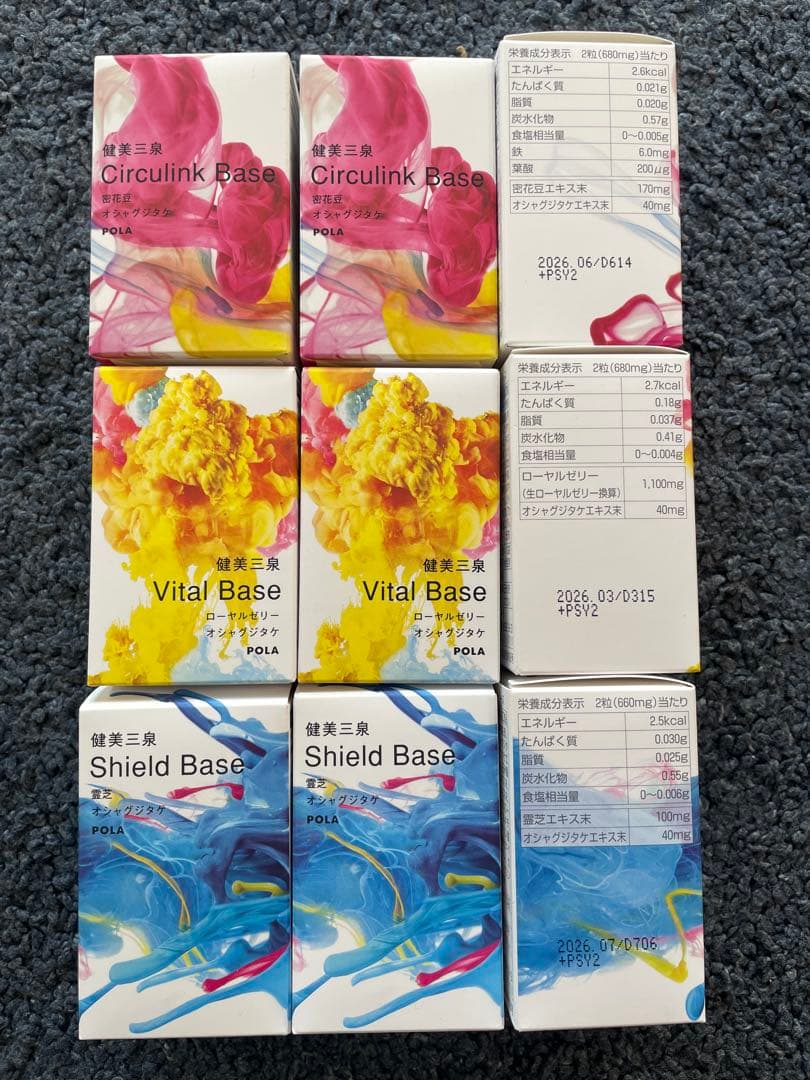 健美三泉
Circulink Base
密花豆
オシャグジタケ
POLA
健美三泉
Circulink Base
密花豆
オシャグジタケ
POLA
栄養成分表示 2粒(680mg)当たり
エネルギー 2.6kcal
たんぱく質 0.021g
脂質 0.020g
炭水化物 0.57g
食塩相当量 0〜0.005g
鉄 6.0mg
葉酸 200μg
密花豆エキス末 170mg
オシャグジタケエキス末 40mg
2026.06/D614
+PSY2
健美三泉
Vital Base
ローヤルゼリー
オシャグジタケ
POLA
健美三泉
Vital Base
ローヤルゼリー
オシャグジタケ
POLA
栄養成分表示 2粒(680mg)当たり
エネルギー 2.7kcal
たんぱく質 0.18g
脂質 0.037g
炭水化物 0.41g
食塩相当量 0〜0.004g
ローヤルゼリー
(生ローヤルゼリー換算) 1,100mg
オシャグジタケエキス末 40mg
2026.03/D315
+PSY2
健美三泉
Shield Base
霊芝
オシャグジタケ
POLA
健美三泉
Shield Base
霊芝
オシャグジタケ
POLA
栄養成分表示 2粒(660mg)当たり
エネルギー 2.5kcal
たんぱく質 0.030g
脂質 0.025g
炭水化物 0.55g
食塩相当量 0〜0.006g
霊芝エキス末 100mg
オシャグジタケエキス末 40mg
2026.07/D706
+PSY2